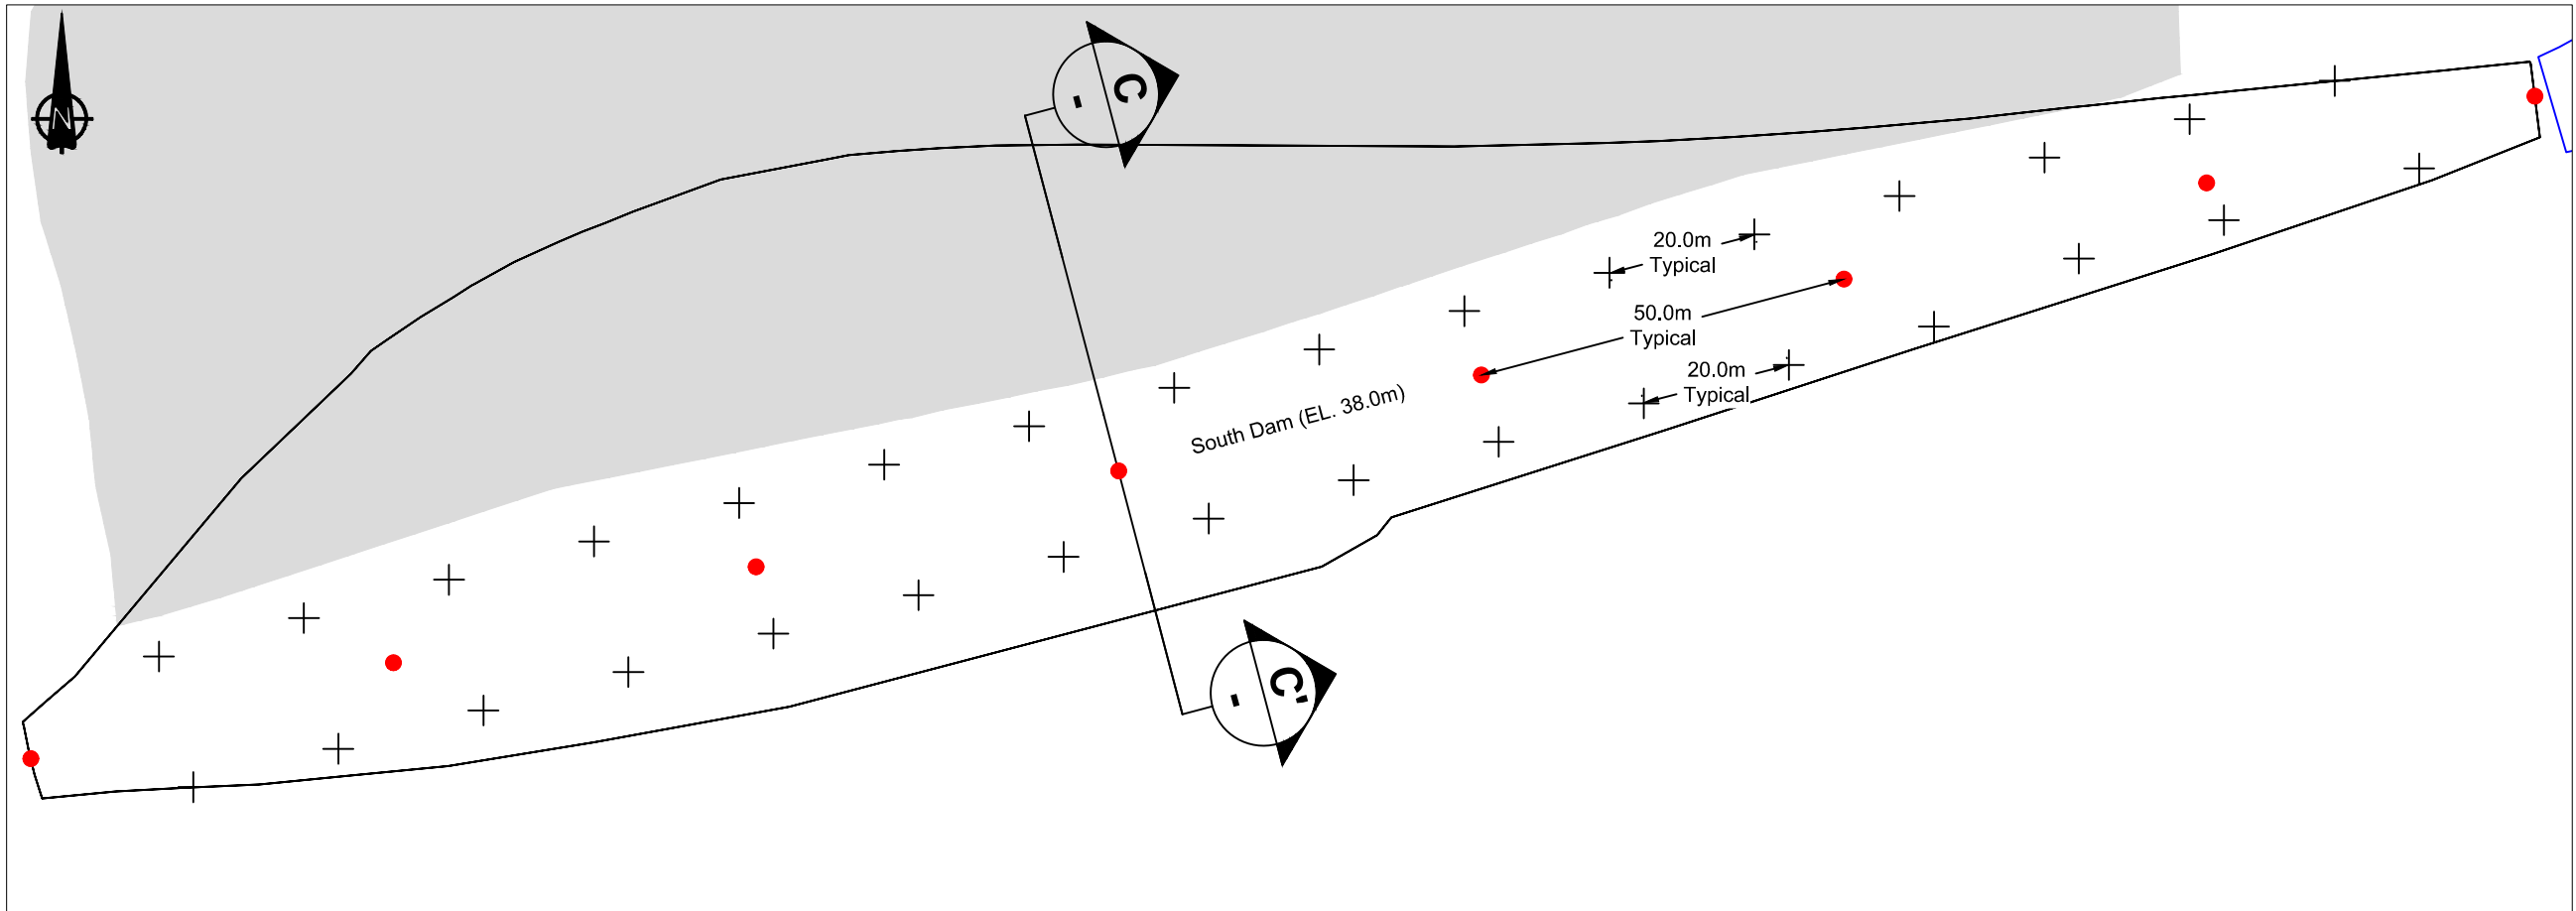 N
C
-
20.0m
Typical
50.0m
Typical
20.0m
Typical
South Dam (EL. 38.0m)
C'
-